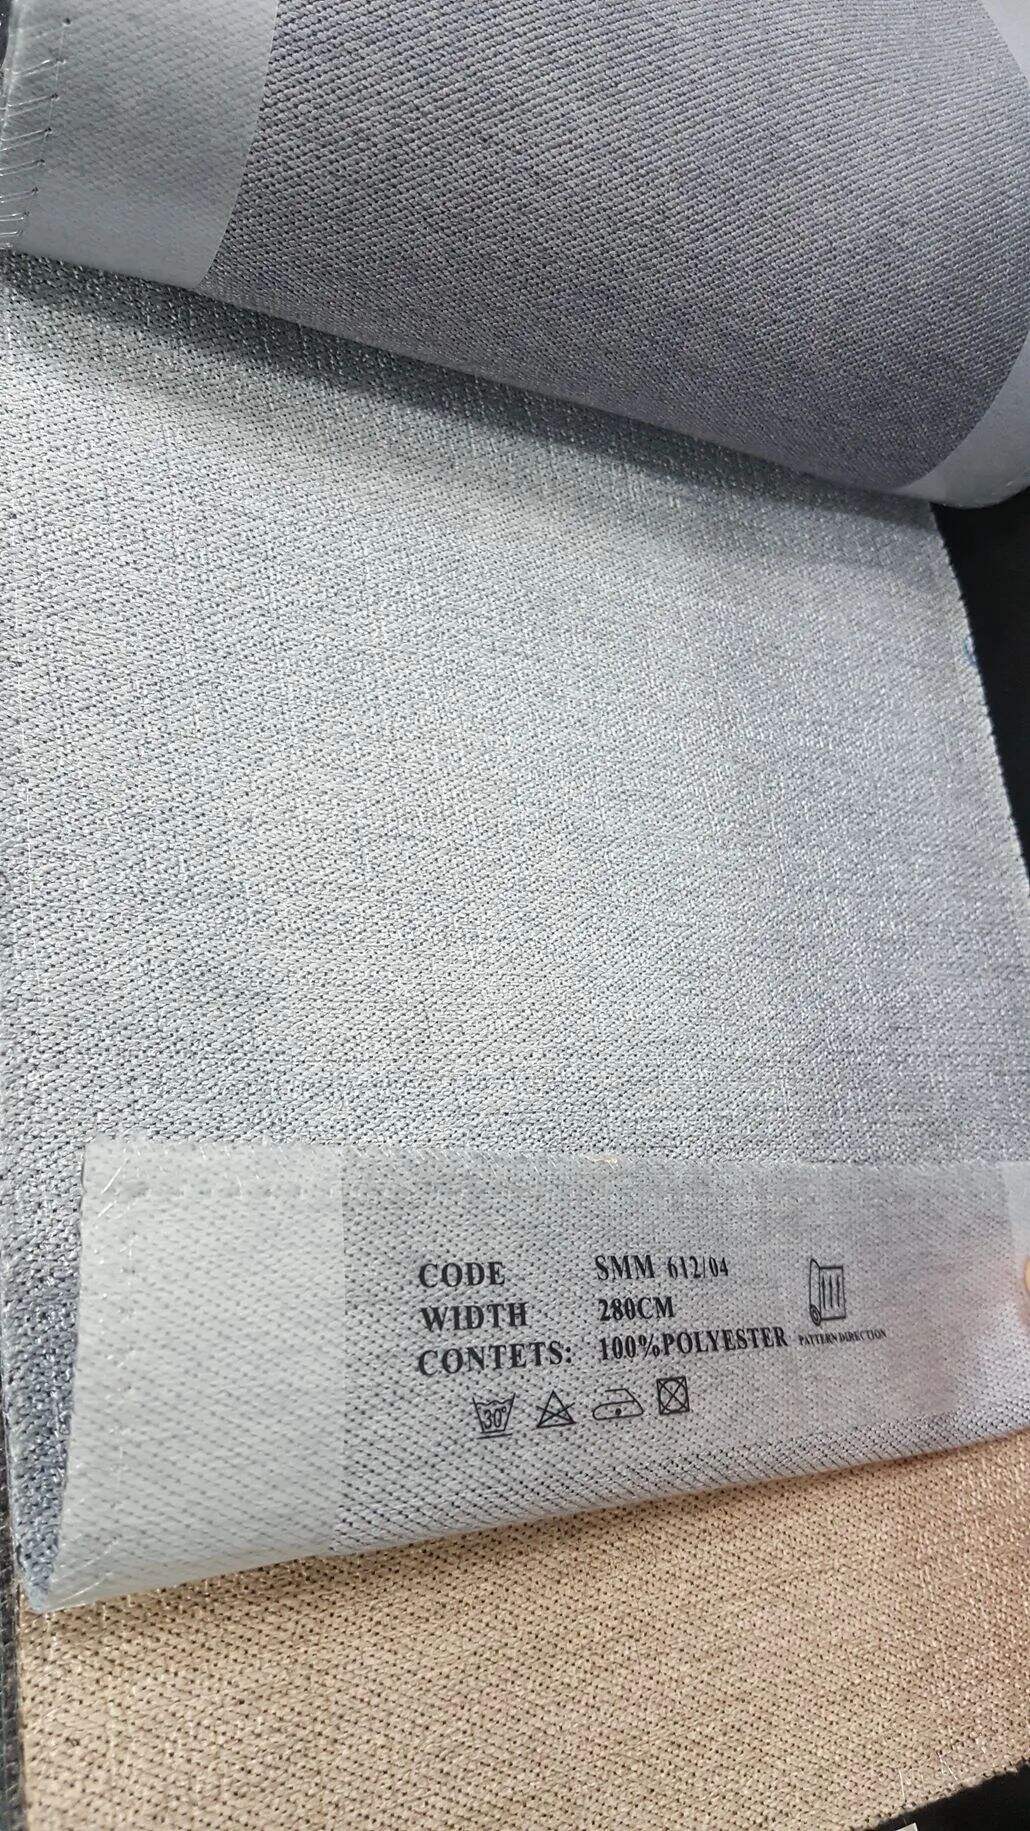 CODE SMM 612/04
WIDTH 280CM
CONTETS: 100%POLYESTER
PATTERN DIRECTION
30°